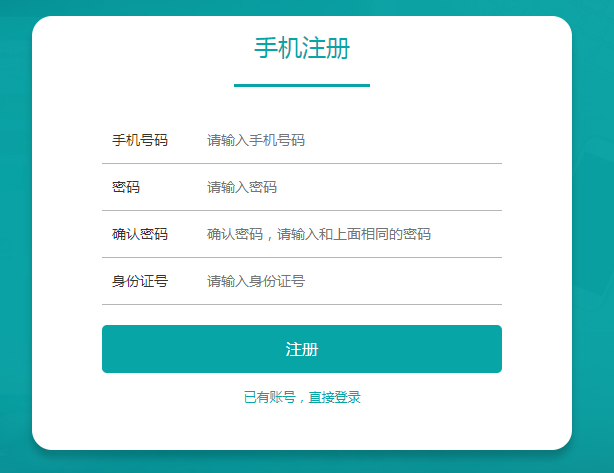 手机注册
手机号码 请输入手机号码
密码 请输入密码
确认密码 确认密码，请输入和上面相同的密码
身份证号 请输入身份证号
注册
已有账号，直接登录